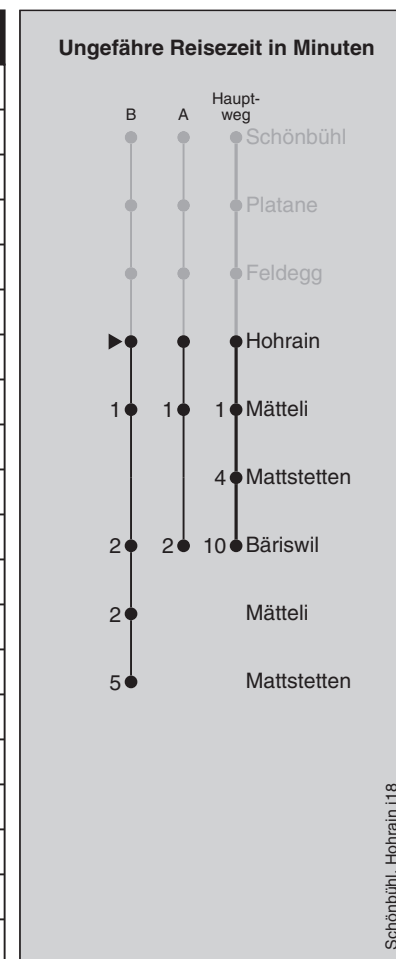 Ungefähre Reisezeit in Minuten
B A Haupt-
weg
Schönbühl
Platane
Feldegg
Hohrain
1 1 1 Mätteli
4 Mattstetten
2 2 10 Bäriswil
2 Mätteli
5 Mattstetten
Schönbühl, Hohrain i18